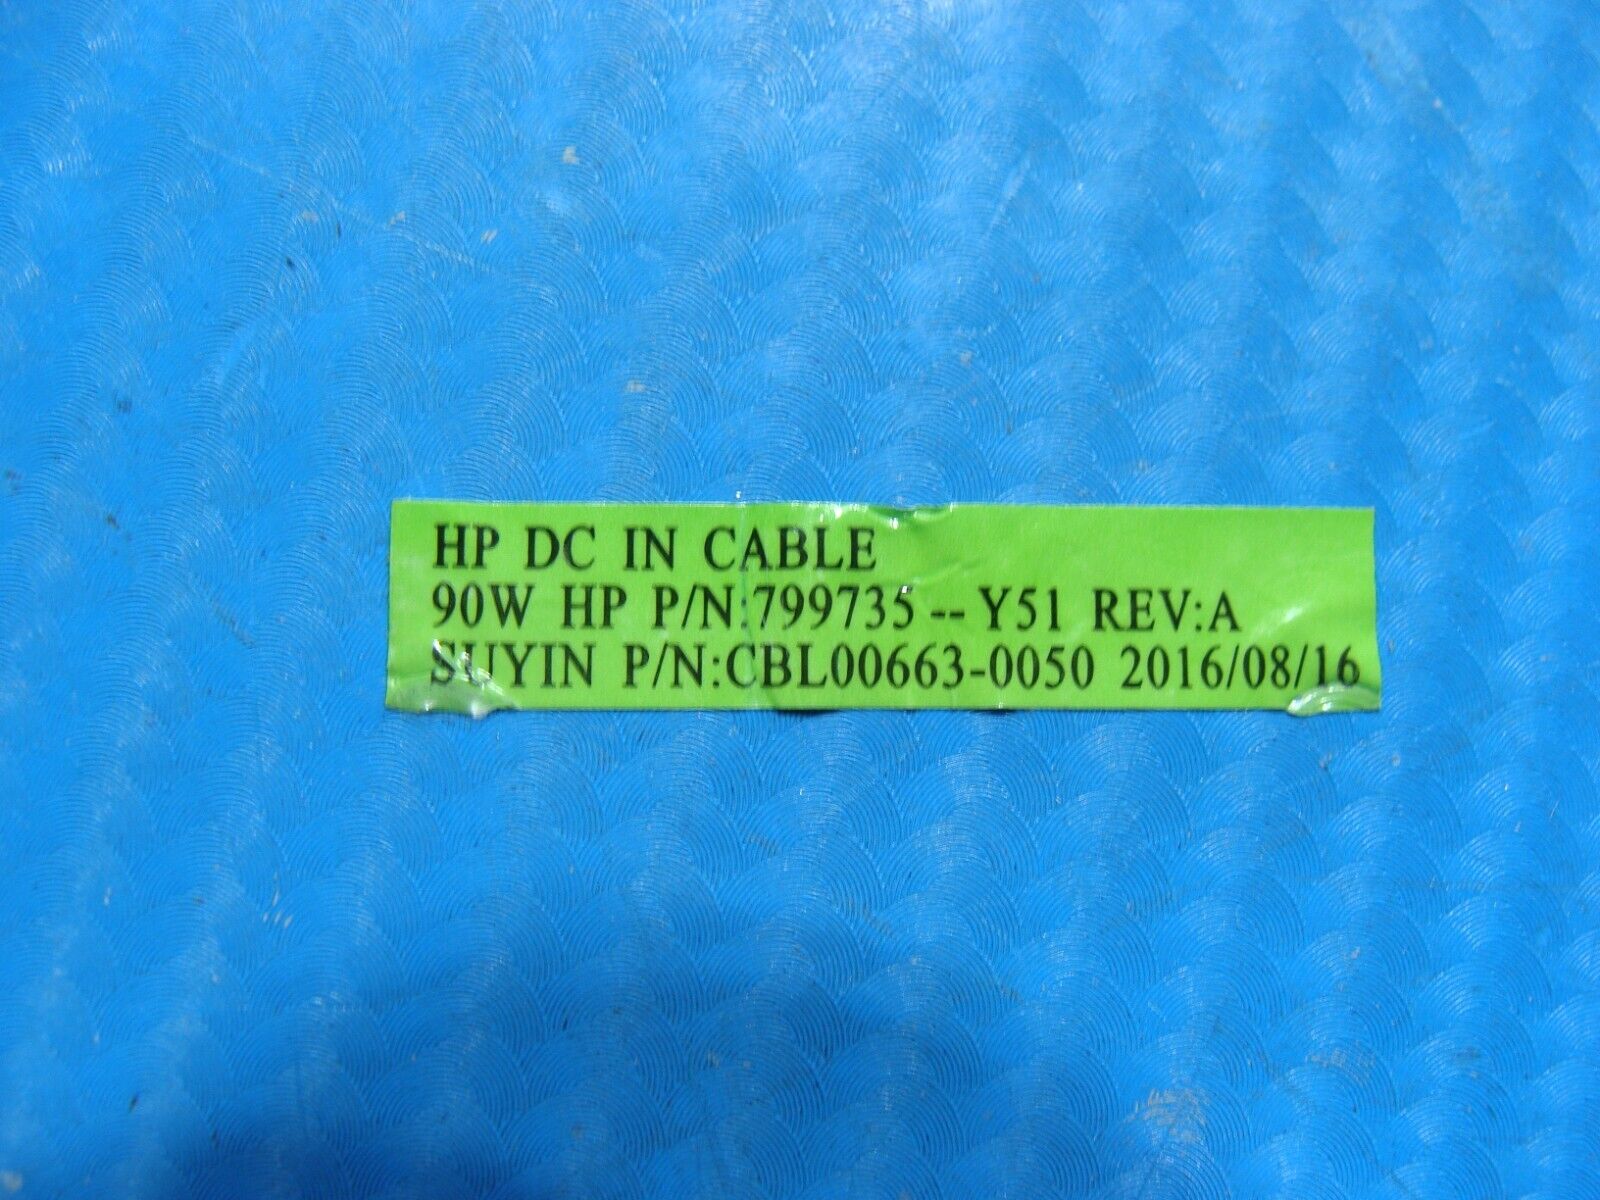 HP DC IN CABLE
90W HP P/N:799735--Y51 REV:A
SUYIN P/N:CBL00663-0050 2016/08/16